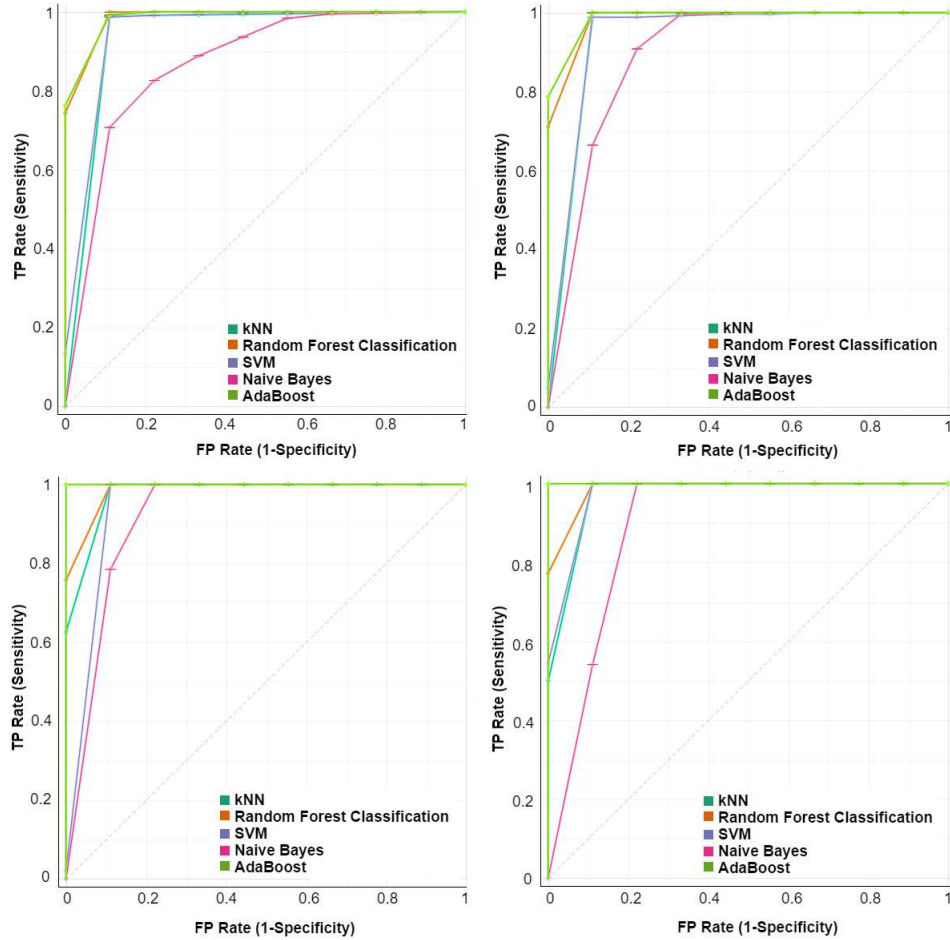 1
0.8
0.6
0.4
0.2
0
TP Rate (Sensitivity)
kNN
Random Forest Classification
SVM
Naive Bayes
AdaBoost
0 0.2 0.4 0.6 0.8 1
FP Rate (1-Specificity)
1
0.8
0.6
0.4
0.2
0
TP Rate (Sensitivity)
kNN
Random Forest Classification
SVM
Naive Bayes
AdaBoost
0 0.2 0.4 0.6 0.8 1
FP Rate (1-Specificity)
1
0.8
0.6
0.4
0.2
0
TP Rate (Sensitivity)
kNN
Random Forest Classification
SVM
Naive Bayes
AdaBoost
0 0.2 0.4 0.6 0.8 1
FP Rate (1-Specificity)
1
0.8
0.6
0.4
0.2
0
TP Rate (Sensitivity)
kNN
Random Forest Classification
SVM
Naive Bayes
AdaBoost
0 0.2 0.4 0.6 0.8 1
FP Rate (1-Specificity)